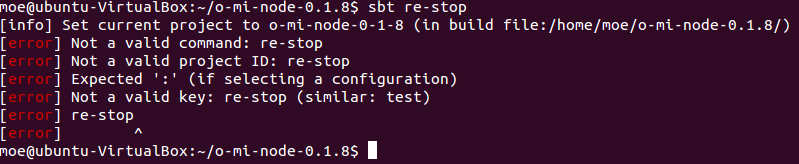 moe@ubuntu-VirtualBox:~/o-mi-node-0.1.8$ sbt re-stop
[info] Set current project to o-mi-node-0-1-8 (in build file:/home/moe/o-mi-node-0.1.8/)
[error] Not a valid command: re-stop
[error] Not a valid project ID: re-stop
[error] Expected ':' (if selecting a configuration)
[error] Not a valid key: re-stop (similar: test)
[error] re-stop
[error]        ^
moe@ubuntu-VirtualBox:~/o-mi-node-0.1.8$